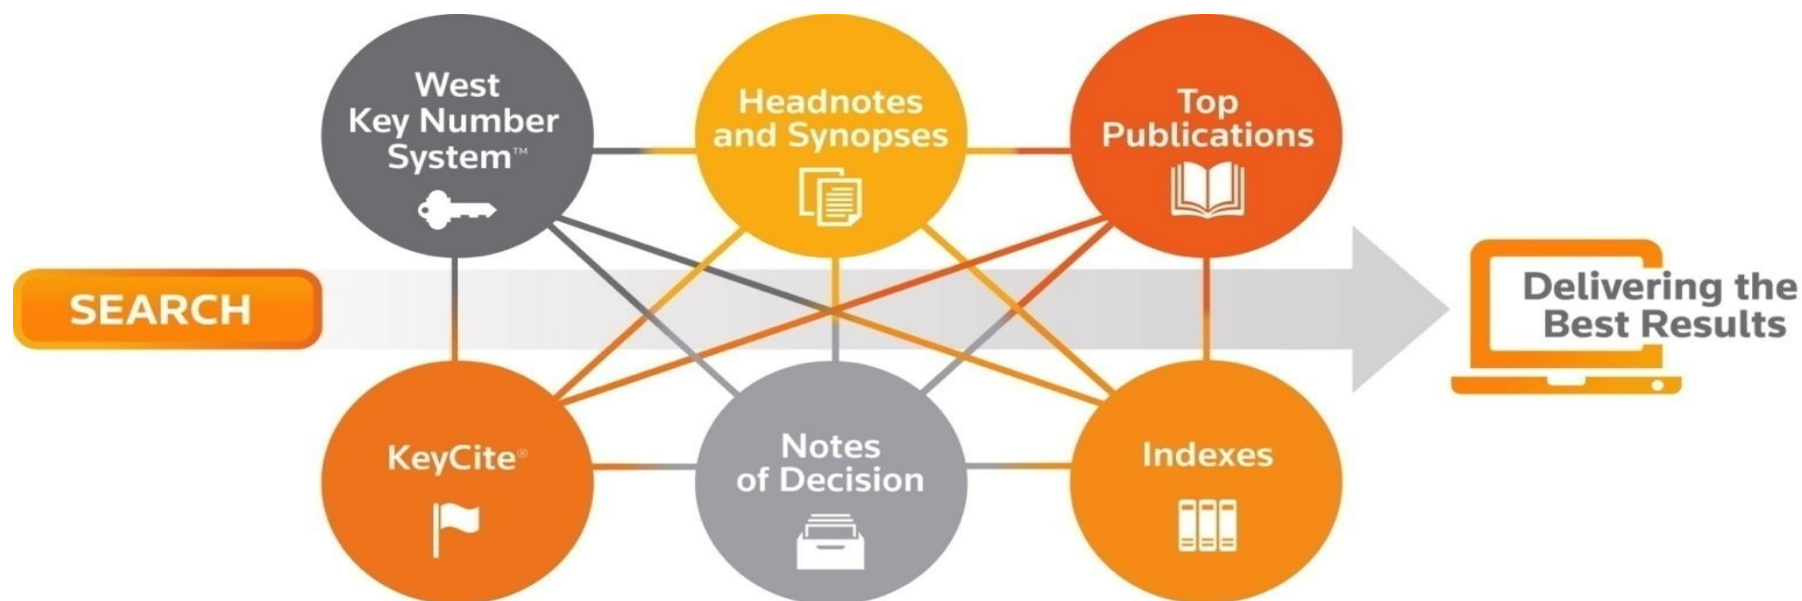 West
Key Number
System™
Headnotes
and Synopses
Top
Publications
SEARCH
Delivering the
Best Results
KeyCite®
Notes
of Decision
Indexes